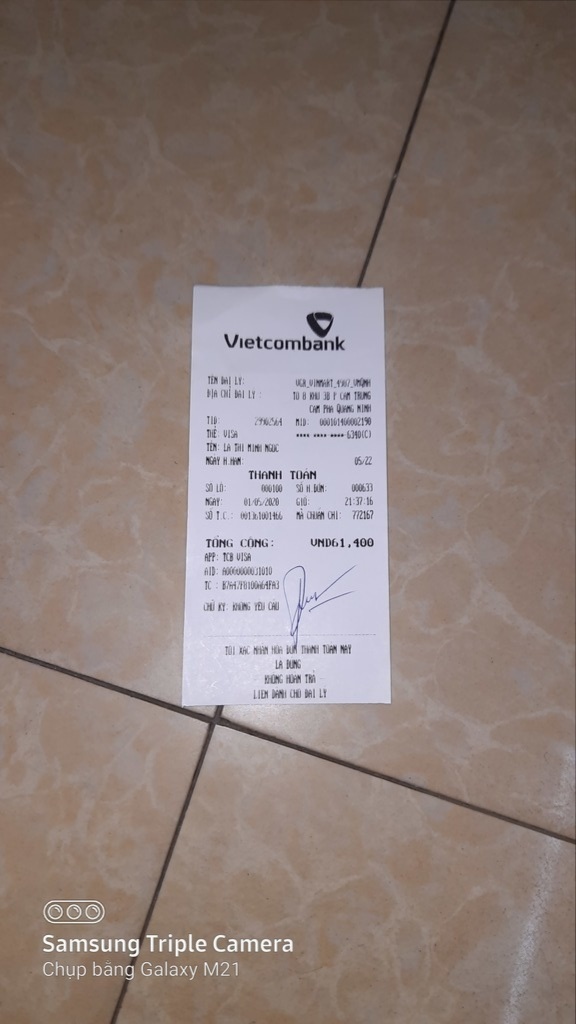 Vietcombank
TÊN ĐẠI LÝ: VCB_VINMART_4907_VMQNH
ĐỊA CHỈ ĐẠI LÝ : TO 8 KHU 3B P CAM TRUNG
CAM PHA QUANG NINH
TID: 29902564 MID: 000101400002190
THẺ: VISA **** **** **** 6340(C)
TÊN: LA THI MINH NGOC
NGÀY H.HẠN: 05/22
THANH TOÁN
SỐ LÔ: 000100 SỐ H.ĐƠN: 000633
NGÀY: 01/05/2020 GIỜ: 21:37:16
SỐ T.C.: 001361001466 MÃ CHUẨN CHI: 772167
TỔNG CỘNG: VND61,400
APP: TCB VISA
AID: A0000000031010
TC : B7A47F8100A64FA3
CHỮ KÝ: KHÔNG YÊU CẦU
TÔI XÁC NHẬN HÓA ĐƠN THANH TOÁN NÀY
LÀ ĐÚNG
KHÔNG HOÀN TRẢ
LIÊN DÀNH CHO ĐẠI LÝ
Samsung Triple Camera
Chụp bằng Galaxy M21